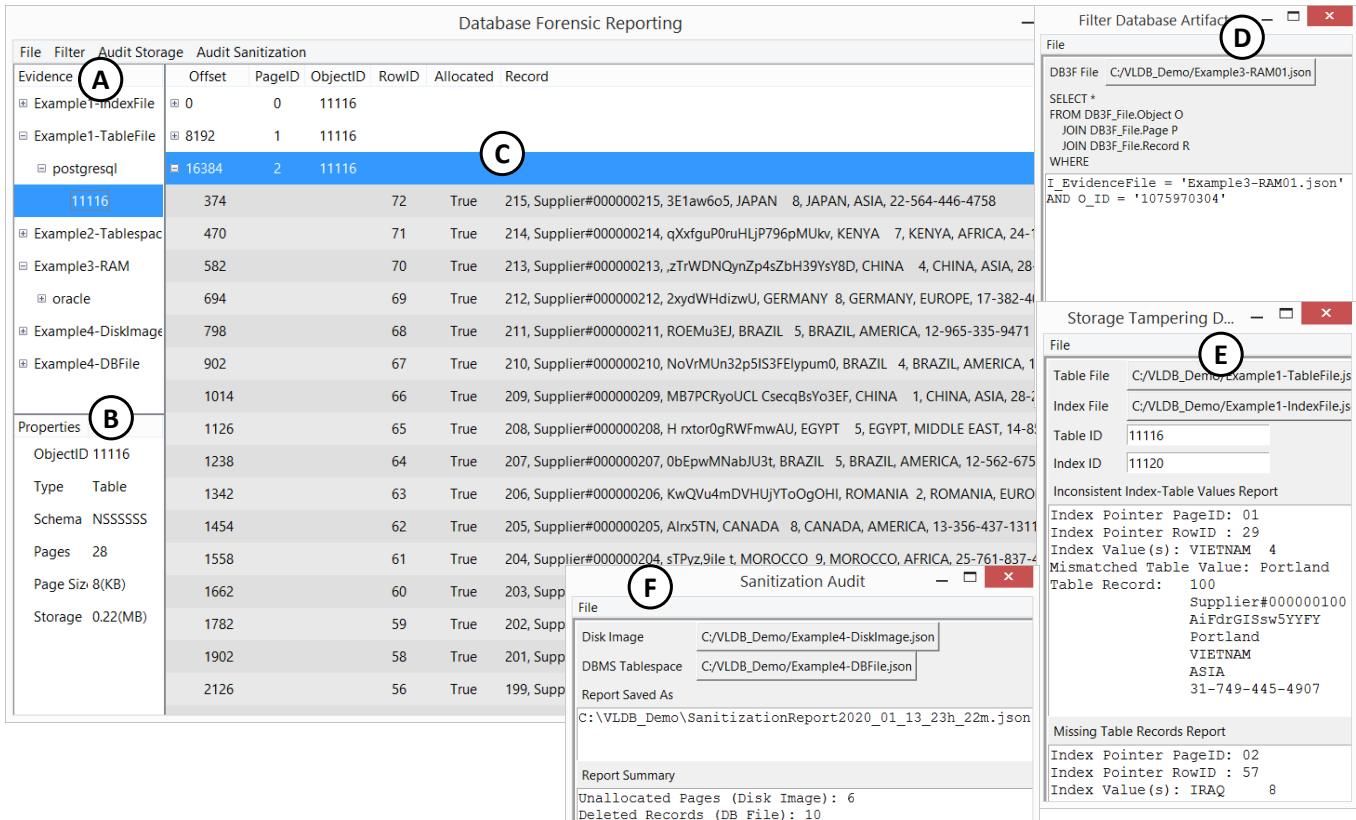 Database Forensic Reporting
File Filter Audit Storage Audit Sanitization
Evidence
A
Example1-IndexFile
Example1-TableFile
postgresql
11116
Example2-Tablespac
Example3-RAM
oracle
Example4-DiskImage
Example4-DBFile
B
Properties
ObjectID 11116
Type Table
Schema NSSSSSS
Pages 28
Page Siz 8(KB)
Storage 0.22(MB)
Offset PageID ObjectID RowID Allocated Record
0 0 11116
8192 1 11116
C
16384 2 11116
374 72 True 215, Supplier#000000215, 3E1aw6o5, JAPAN 8, JAPAN, ASIA, 22-564-446-4758
470 71 True 214, Supplier#000000214, qXxfguP0ruHLjP796pMUkv, KENYA 7, KENYA, AFRICA, 24-1
582 70 True 213, Supplier#000000213, ,zTrWDNQynZp4sZbH39YsY8D, CHINA 4, CHINA, ASIA, 28-
694 69 True 212, Supplier#000000212, 2xydWHdizwU, GERMANY 8, GERMANY, EUROPE, 17-382-4
798 68 True 211, Supplier#000000211, ROEMu3EJ, BRAZIL 5, BRAZIL, AMERICA, 12-965-335-9471
902 67 True 210, Supplier#000000210, NoVrMUn32p5IS3FEIypum0, BRAZIL 4, BRAZIL, AMERICA, 1
1014 66 True 209, Supplier#000000209, MB7PCRyoUCL CsecqBsYo3EF, CHINA 1, CHINA, ASIA, 28-2
1126 65 True 208, Supplier#000000208, H rxtor0gRWFmwAU, EGYPT 5, EGYPT, MIDDLE EAST, 14-8
1238 64 True 207, Supplier#000000207, 0bEpwMNabJU3t, BRAZIL 5, BRAZIL, AMERICA, 12-562-675
1342 63 True 206, Supplier#000000206, KwQVu4mDVHUjYToOgOHI, ROMANIA 2, ROMANIA, EURO
1454 62 True 205, Supplier#000000205, AIrx5TN, CANADA 8, CANADA, AMERICA, 13-356-437-1311
1558 61 True 204, Supplier#000000204, sTPyz,9iIe t, MOROCCO 9, MOROCCO, AFRICA, 25-761-837-4
1662 60 True 203, Supp
1782 59 True 202, Supp
1902 58 True 201, Supp
2126 56 True 199, Supp
Filter Database Artifact
D
File
DB3F File C:/VLDB_Demo/Example3-RAM01.json
SELECT *
FROM DB3F_File.Object O
JOIN DB3F_File.Page P
JOIN DB3F_File.Record R
WHERE
I_EvidenceFile = 'Example3-RAM01.json'
AND O_ID = '1075970304'
Storage Tampering D...
E
File
Table File C:/VLDB_Demo/Example1-TableFile.js
Index File C:/VLDB_Demo/Example1-IndexFile.js
Table ID 11116
Index ID 11120
Inconsistent Index-Table Values Report
Index Pointer PageID: 01
Index Pointer RowID : 29
Index Value(s): VIETNAM 4
Mismatched Table Value: Portland
Table Record: 100
Supplier#000000100
AiFdrGISsw5YYFY
Portland
VIETNAM
ASIA
31-749-445-4907
Missing Table Records Report
Index Pointer PageID: 02
Index Pointer RowID : 57
Index Value(s): IRAQ 8
F
Sanitization Audit
File
Disk Image C:/VLDB_Demo/Example4-DiskImage.json
DBMS Tablespace C:/VLDB_Demo/Example4-DBFile.json
Report Saved As
C:\VLDB_Demo\SanitizationReport2020_01_13_23h_22m.json
Report Summary
Unallocated Pages (Disk Image): 6
Deleted Records (DB File): 10